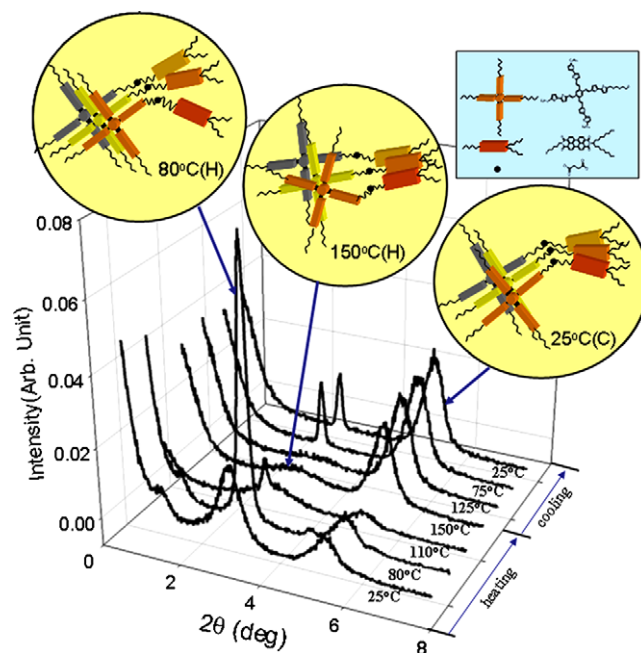 80°C(H)
150°C(H)
25°C(C)
0.08
0.06
0.04
0.02
0.00
Intensity(Arb. Unit)
0
2
4
6
8
2θ (deg)
25°C
75°C
125°C
150°C
110°C
80°C
25°C
cooling
heating